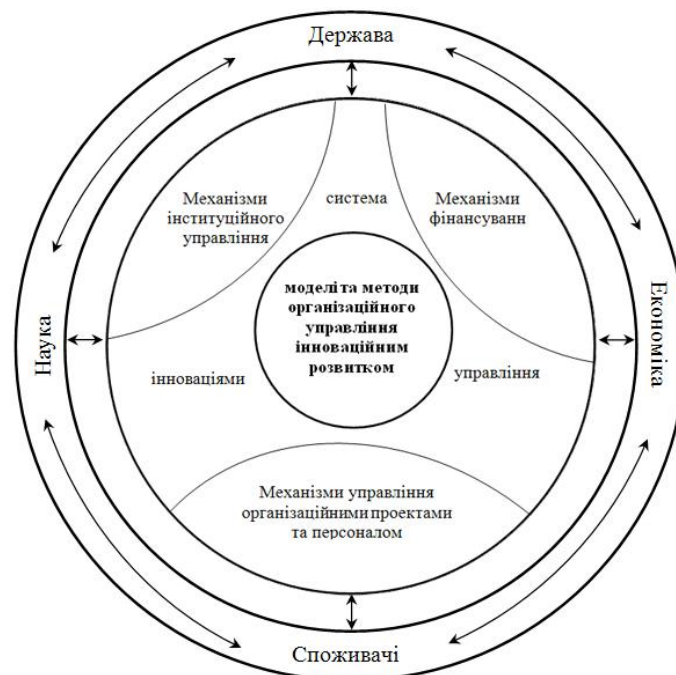 Держава
Механізми
інституційного
управління
система
Механізми
фінансуванн
моделі та методи
організаційного
управління
інноваційним
розвитком
Наука
Економіка
інноваціями
управління
Механізми управління
організаційними проектами
та персоналом
Споживачі